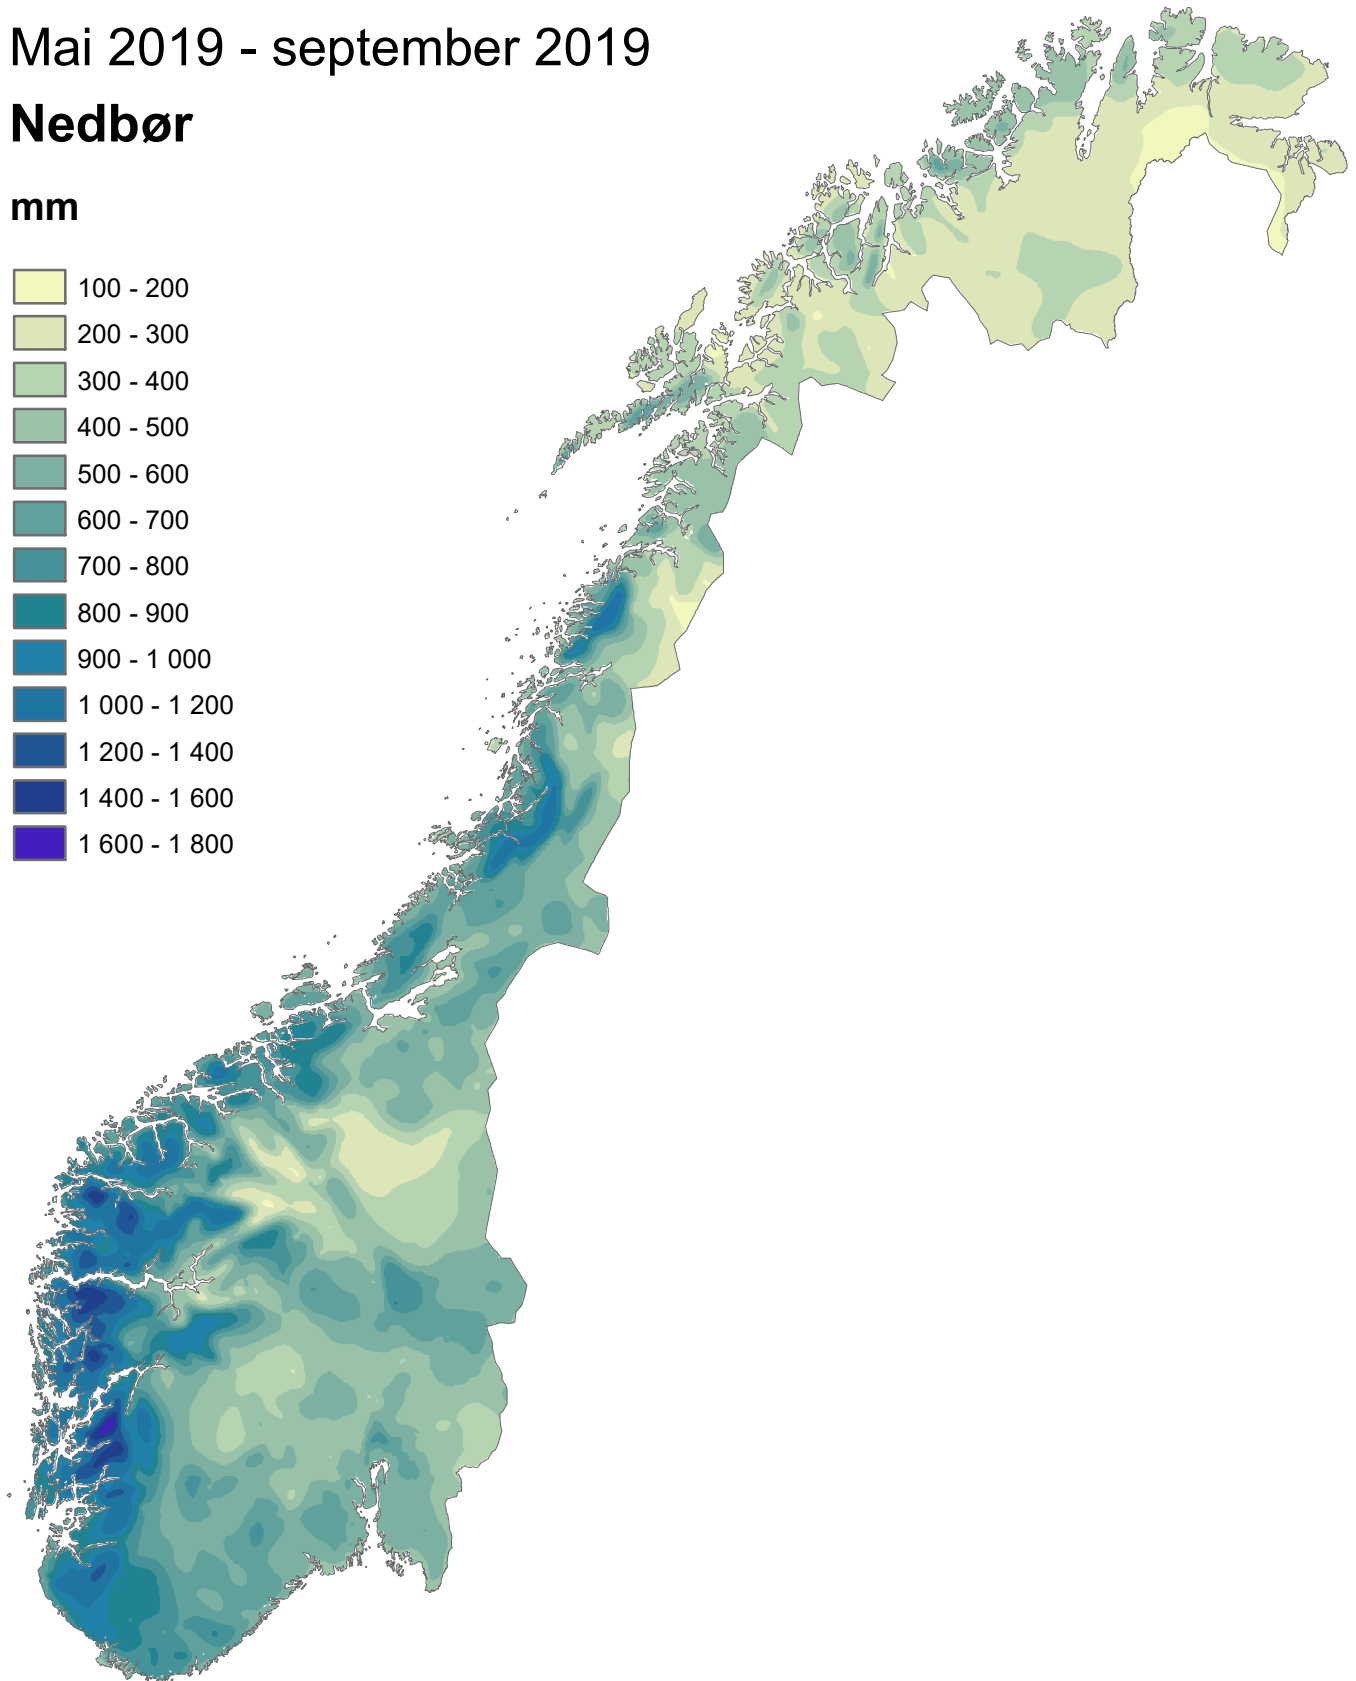 Mai 2019 - september 2019
Nedbør
mm
100 - 200
200 - 300
300 - 400
400 - 500
500 - 600
600 - 700
700 - 800
800 - 900
900 - 1 000
1 000 - 1 200
1 200 - 1 400
1 400 - 1 600
1 600 - 1 800